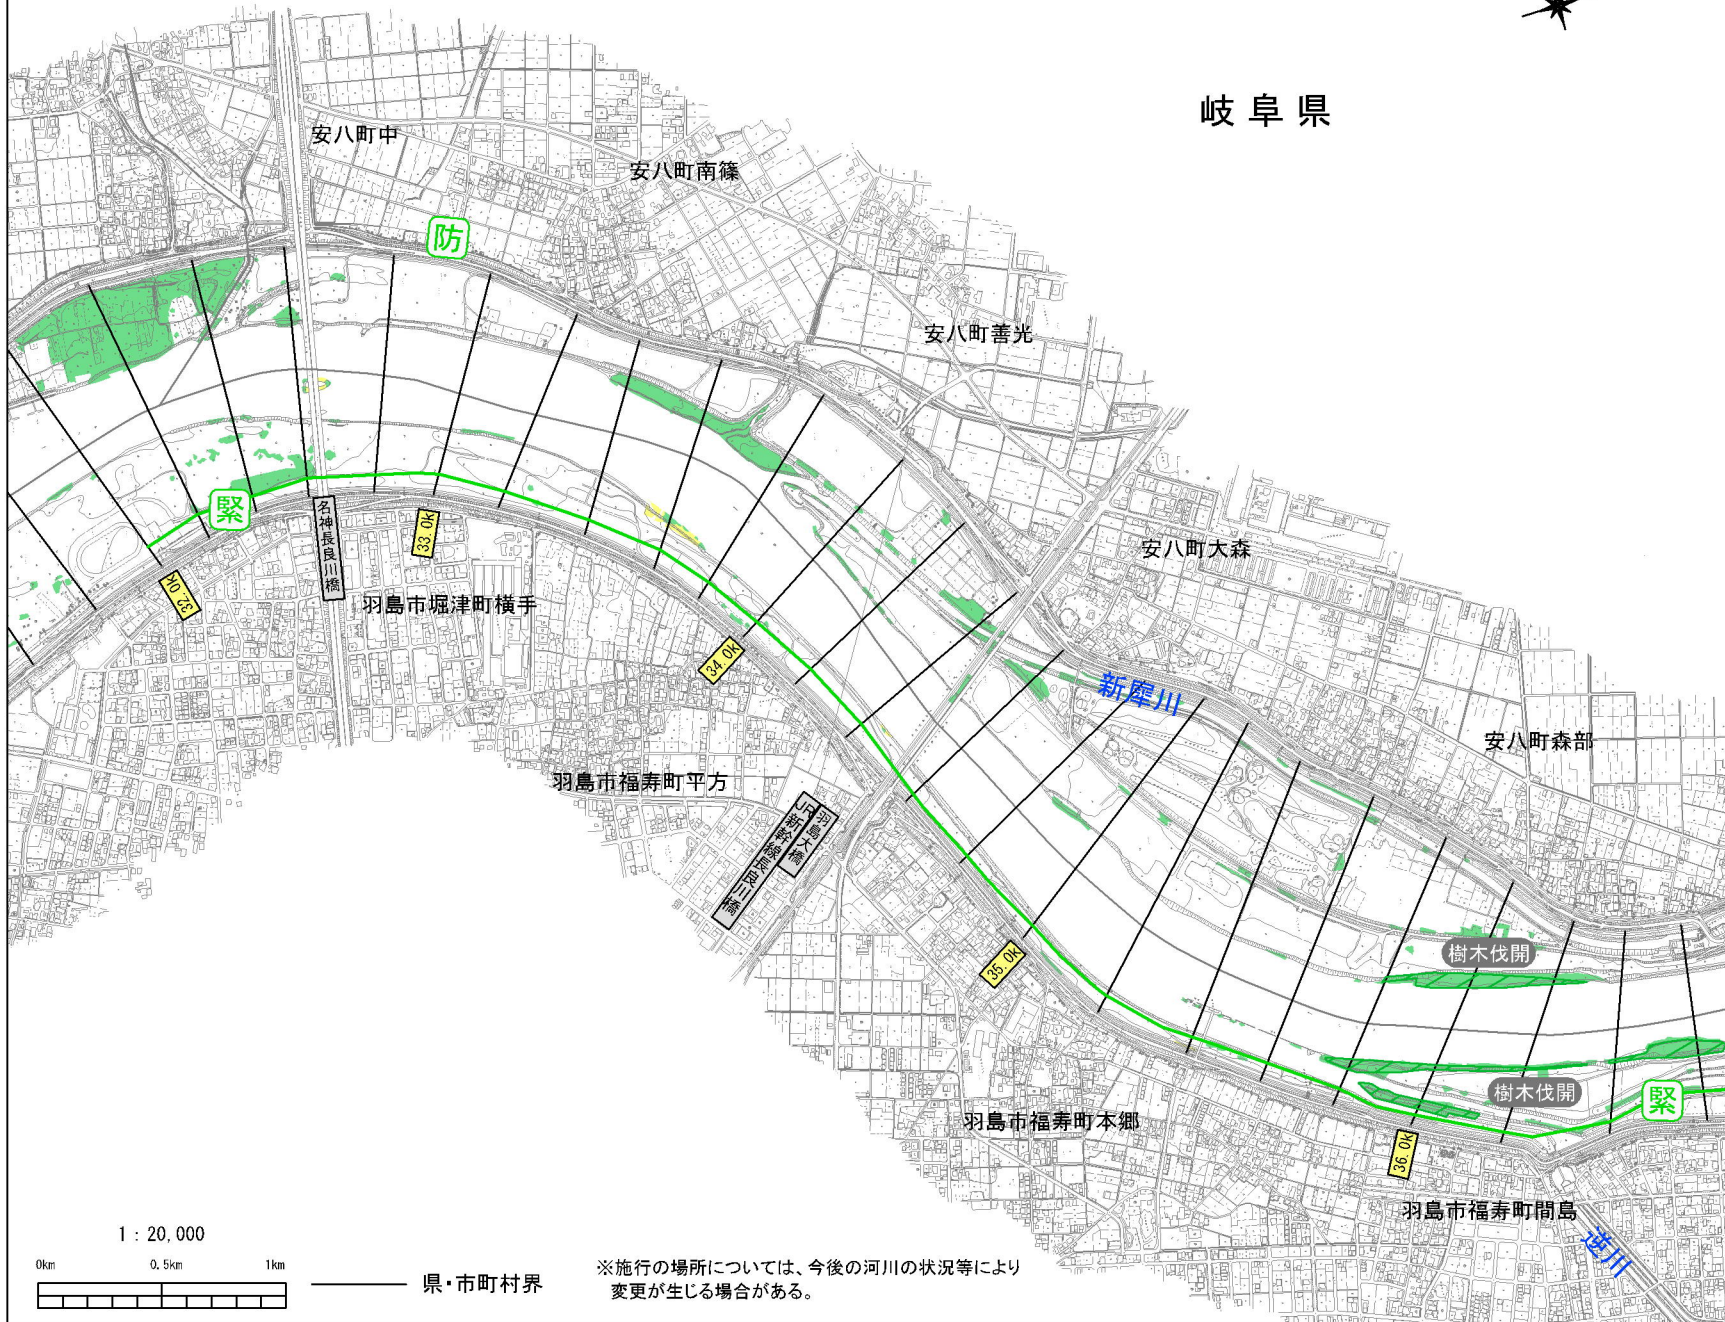 岐阜県
安八町中
安八町南篠
防
安八町善光
緊
名神長良川橋
33.0k
32.0k
羽島市堀津町横手
安八町大森
34.0k
新犀川
安八町森部
羽島市福寿町平方
羽島大橋
JR新幹線長良川橋
35.0k
樹木伐開
樹木伐開
緊
羽島市福寿町本郷
36.0k
羽島市福寿町間島
逆川
1:20,000
0km 0.5km 1km
県・市町村界
※施行の場所については、今後の河川の状況等により
変更が生じる場合がある。